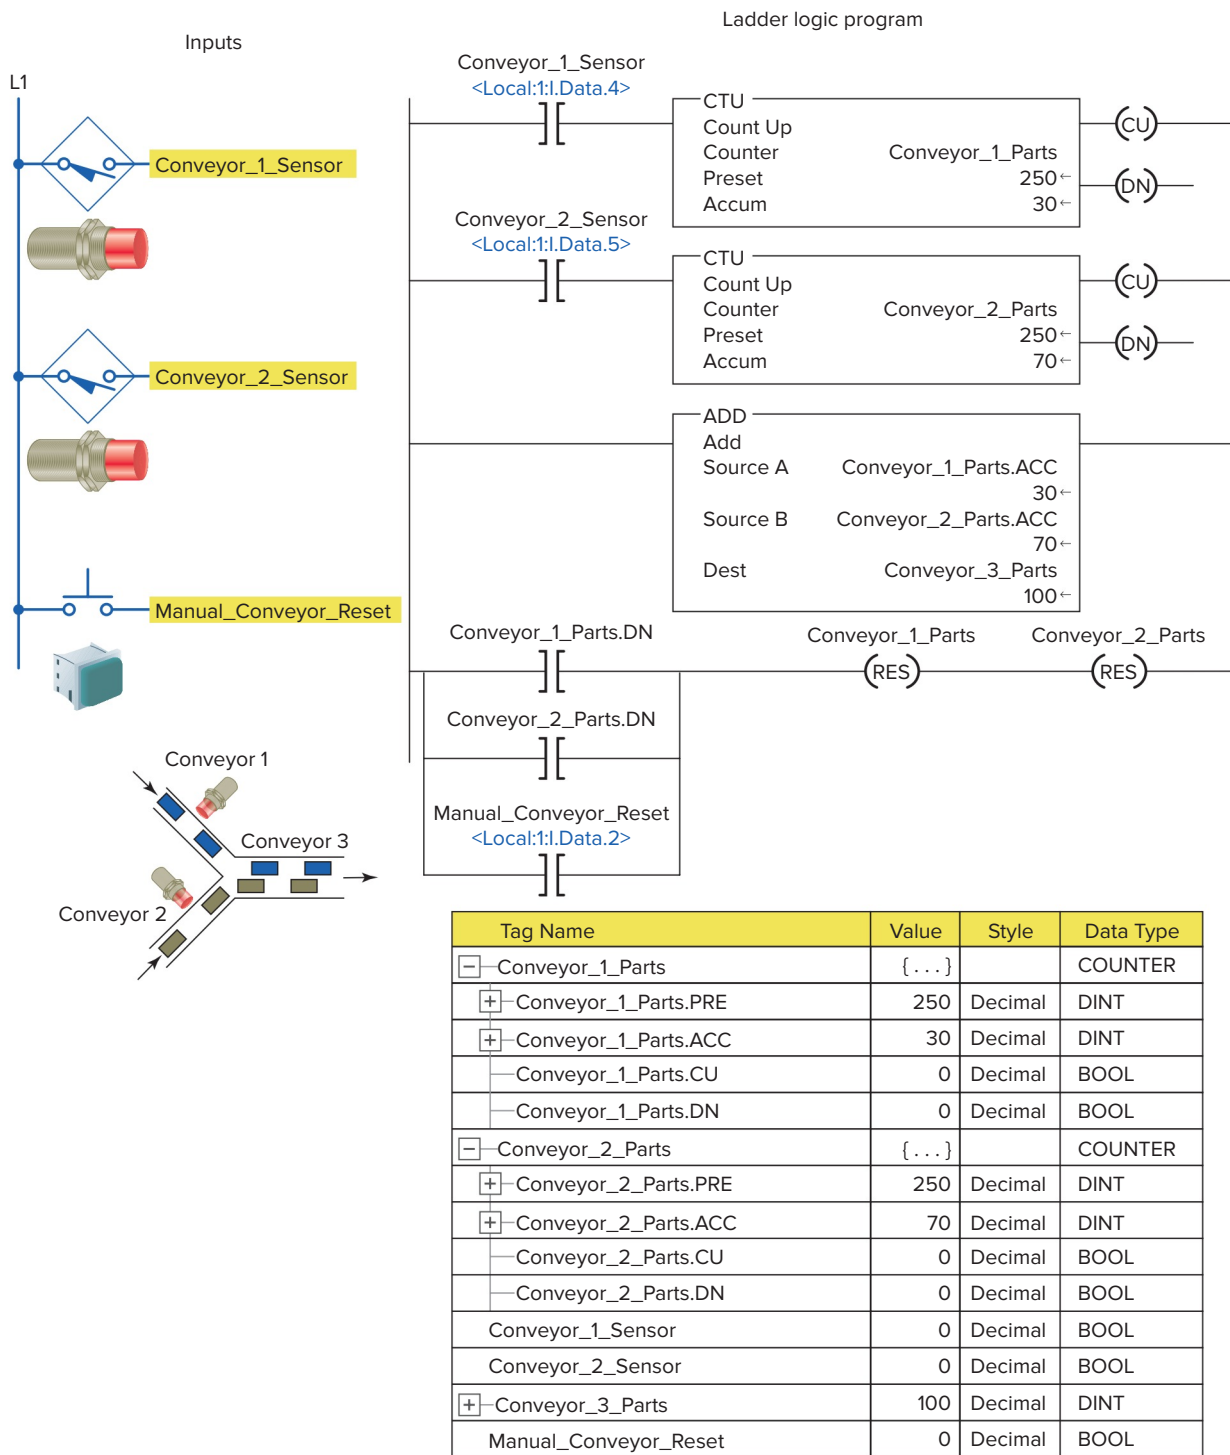 Ladder logic program
Inputs
L1
Conveyor_1_Sensor
Conveyor_2_Sensor
Manual_Conveyor_Reset
Conveyor_1_Sensor
<Local:1:I.Data.4>
CTU
Count Up
Counter Conveyor_1_Parts
Preset 250←
Accum 30←
CU
DN
Conveyor_2_Sensor
<Local:1:I.Data.5>
CTU
Count Up
Counter Conveyor_2_Parts
Preset 250←
Accum 70←
CU
DN
ADD
Add
Source A Conveyor_1_Parts.ACC
30←
Source B Conveyor_2_Parts.ACC
70←
Dest Conveyor_3_Parts
100←
Conveyor_1_Parts.DN
Conveyor_1_Parts
RES
Conveyor_2_Parts
RES
Conveyor_2_Parts.DN
Manual_Conveyor_Reset
<Local:1:I.Data.2>
Conveyor 1
Conveyor 3
Conveyor 2
Tag Name Value Style Data Type
Conveyor_1_Parts {...} COUNTER
Conveyor_1_Parts.PRE 250 Decimal DINT
Conveyor_1_Parts.ACC 30 Decimal DINT
Conveyor_1_Parts.CU 0 Decimal BOOL
Conveyor_1_Parts.DN 0 Decimal BOOL
Conveyor_2_Parts {...} COUNTER
Conveyor_2_Parts.PRE 250 Decimal DINT
Conveyor_2_Parts.ACC 70 Decimal DINT
Conveyor_2_Parts.CU 0 Decimal BOOL
Conveyor_2_Parts.DN 0 Decimal BOOL
Conveyor_1_Sensor 0 Decimal BOOL
Conveyor_2_Sensor 0 Decimal BOOL
Conveyor_3_Parts 100 Decimal DINT
Manual_Conveyor_Reset 0 Decimal BOOL